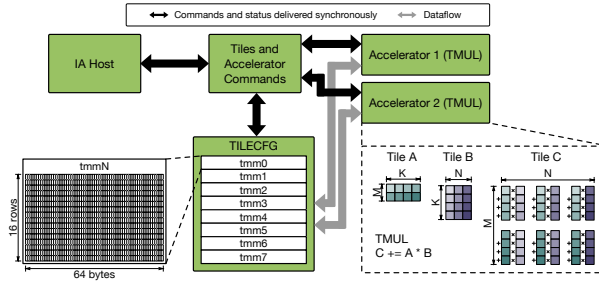 Commands and status delivered synchronously
Dataflow
IA Host
Tiles and
Accelerator
Commands
Accelerator 1 (TMUL)
Accelerator 2 (TMUL)
TILECFG
tmm0
tmm1
tmm2
tmm3
tmm4
tmm5
tmm6
tmm7
tmmN
16 rows
64 bytes
Tile A
K
M
Tile B
N
K
Tile C
N
M
TMUL
C += A * B